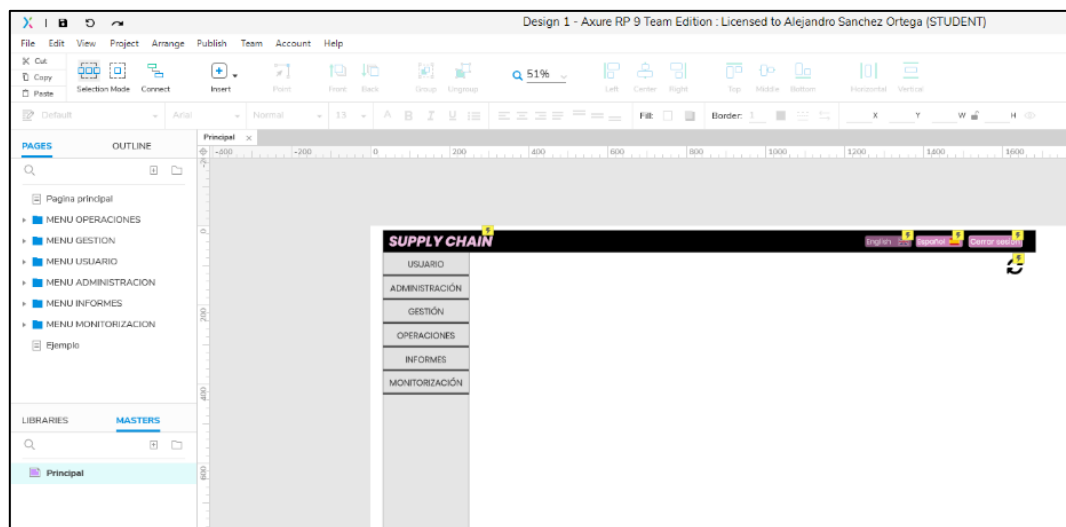 Design 1 - Axure RP 9 Team Edition : Licensed to Alejandro Sanchez Ortega (STUDENT)
File Edit View Project Arrange Publish Team Account Help
Cut
Copy
Paste
Selection Mode Connect Insert Point Front Back Group Ungroup 51% Left Center Right Top Middle Bottom Horizontal Vertical
Default Arial Normal 13 Fill: Border: 1 X Y W H
PAGES OUTLINE
Principal
-400 -200 0 200 400 600 800 1000 1200 1400 1600
Pagina principal
MENU OPERACIONES
MENU GESTION
MENU USUARIO
MENU ADMINISTRACION
MENU INFORMES
MENU MONITORIZACION
Ejemplo
LIBRARIES MASTERS
Principal
0
200
400
600
SUPPLY CHAIN English Español Cerrar sesión
USUARIO
ADMINISTRACIÓN
GESTIÓN
OPERACIONES
INFORMES
MONITORIZACIÓN